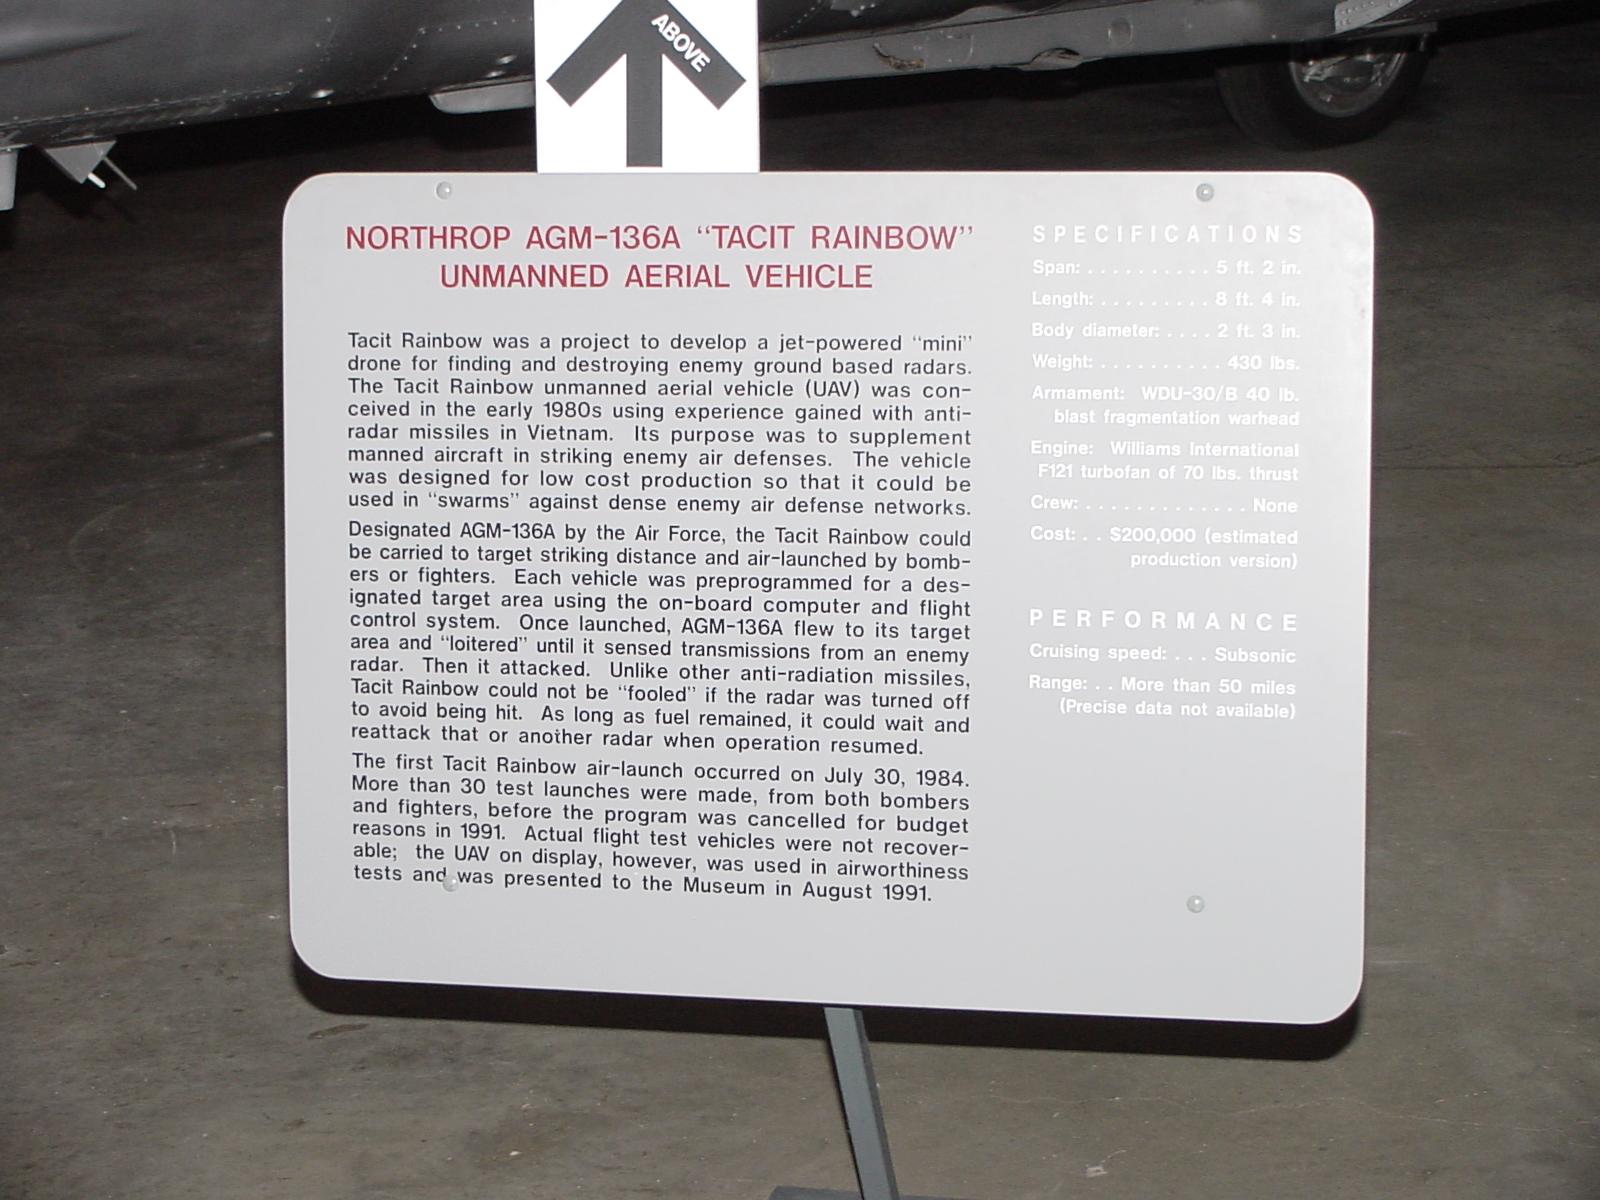 ABOVE
NORTHROP AGM-136A “TACIT RAINBOW”
UNMANNED AERIAL VEHICLE
Tacit Rainbow was a project to develop a jet-powered “mini”
drone for finding and destroying enemy ground based radars.
The Tacit Rainbow unmanned aerial vehicle (UAV) was con-
ceived in the early 1980s using experience gained with anti-
radar missiles in Vietnam. Its purpose was to supplement
manned aircraft in striking enemy air defenses. The vehicle
was designed for low cost production so that it could be
used in “swarms” against dense enemy air defense networks.
Designated AGM-136A by the Air Force, the Tacit Rainbow could
be carried to target striking distance and air-launched by bomb-
ers or fighters. Each vehicle was preprogrammed for a des-
ignated target area using the on-board computer and flight
control system. Once launched, AGM-136A flew to its target
area and “loitered” until it sensed transmissions from an enemy
radar. Then it attacked. Unlike other anti-radiation missiles,
Tacit Rainbow could not be “fooled” if the radar was turned off
to avoid being hit. As long as fuel remained, it could wait and
reattack that or another radar when operation resumed.
The first Tacit Rainbow air-launch occurred on July 30, 1984.
More than 30 test launches were made, from both bombers
and fighters, before the program was cancelled for budget
reasons in 1991. Actual flight test vehicles were not recover-
able; the UAV on display, however, was used in airworthiness
tests and was presented to the Museum in August 1991.
SPECIFICATIONS
Span: . . . . . . . . . . 5 ft. 2 in.
Length: . . . . . . . . . 8 ft. 4 in.
Body diameter: . . . . 2 ft. 3 in.
Weight: . . . . . . . . . . 430 lbs.
Armament: WDU-30/B 40 lb.
blast fragmentation warhead
Engine: Williams International
F121 turbofan of 70 lbs. thrust
Crew: . . . . . . . . . . . . . None
Cost: . . $200,000 (estimated
production version)
PERFORMANCE
Cruising speed: . . . Subsonic
Range: . . More than 50 miles
(Precise data not available)